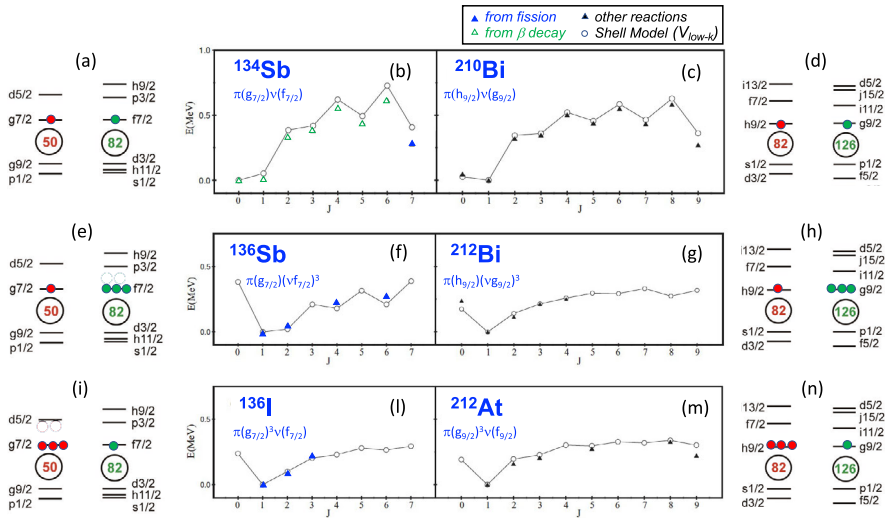 from fission
other reactions
from β decay
Shell Model (Vlow-k)
(a)
d5/2
g7/2
50
g9/2
p1/2
h9/2
p3/2
f7/2
82
d3/2
h11/2
s1/2
134Sb
(b)
π(g7/2)ν(f7/2)
E(MeV)
1.0
0.5
0.0
0 1 2 3 4 5 6 7
J
210Bi
(c)
π(h9/2)ν(g9/2)
0 1 2 3 4 5 6 7 8 9
J
(d)
i13/2
f7/2
h9/2
82
s1/2
d3/2
d5/2
j15/2
i11/2
g9/2
126
p1/2
f5/2
(e)
d5/2
g7/2
50
g9/2
p1/2
h9/2
p3/2
f7/2
82
d3/2
h11/2
s1/2
136Sb
(f)
π(g7/2)(νf7/2)3
E(MeV)
0.5
0.0
0 1 2 3 4 5 6 7
J
212Bi
(g)
π(h9/2)(νg9/2)3
0 1 2 3 4 5 6 7 8 9
J
(h)
i13/2
f7/2
h9/2
82
s1/2
d3/2
d5/2
j15/2
i11/2
g9/2
126
p1/2
f5/2
(i)
d5/2
g7/2
50
g9/2
p1/2
h9/2
p3/2
f7/2
82
d3/2
h11/2
s1/2
136I
(l)
π(g7/2)3ν(f7/2)
E(MeV)
0.5
0.0
0 1 2 3 4 5 6 7
J
212At
(m)
π(g9/2)3ν(f9/2)
0 1 2 3 4 5 6 7 8 9
J
(n)
i13/2
f7/2
h9/2
82
s1/2
d3/2
d5/2
j15/2
i11/2
g9/2
126
p1/2
f5/2